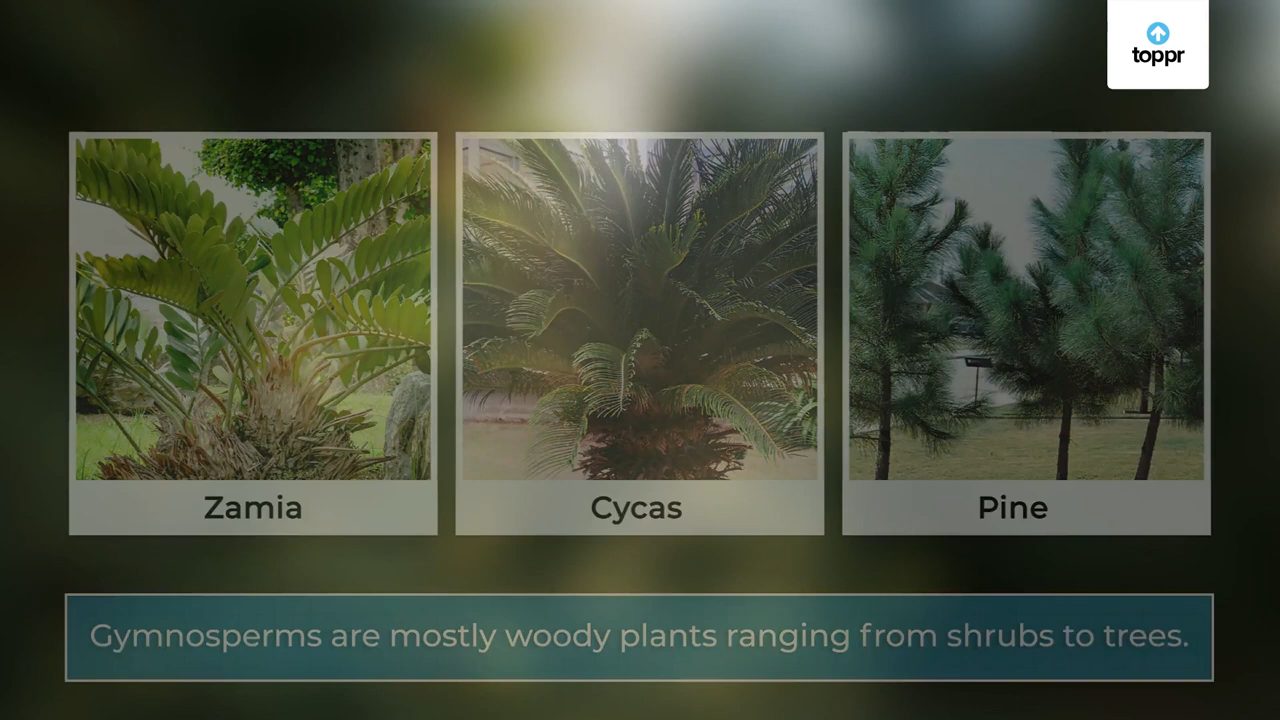 toppr
Zamia
Cycas
Pine
Gymnosperms are mostly woody plants ranging from shrubs to trees.